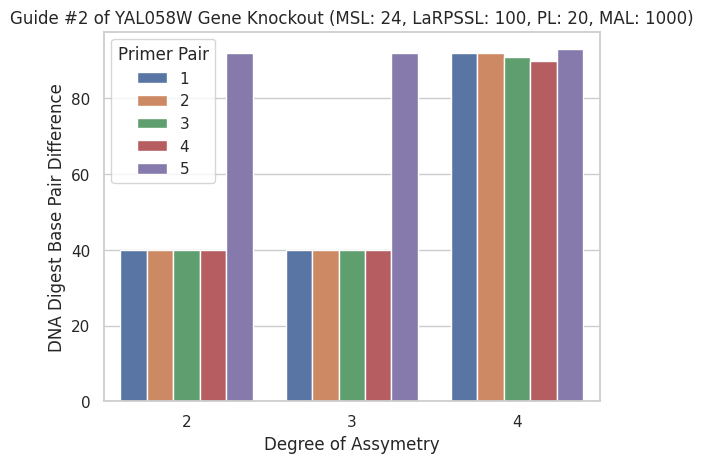 Guide #2 of YAL058W Gene Knockout (MSL: 24, LaRPSSL: 100, PL: 20, MAL: 1000)
Primer Pair
1
2
3
4
5
DNA Digest Base Pair Difference
80
60
40
20
0
2 3 4
Degree of Assymetry